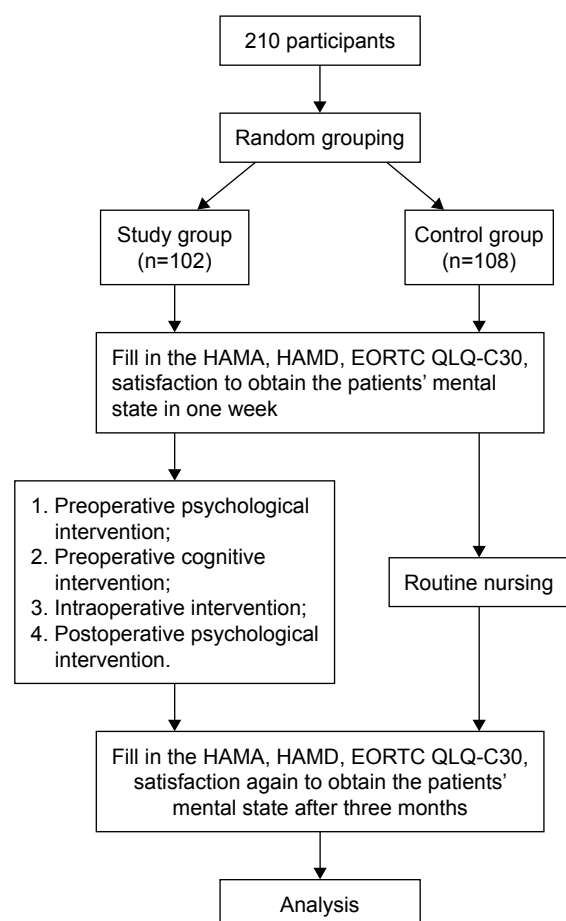 210 participants
Random grouping
Study group
(n=102)
Control group
(n=108)
Fill in the HAMA, HAMD, EORTC QLQ-C30,
satisfaction to obtain the patients’ mental
state in one week
1. Preoperative psychological
intervention;
2. Preoperative cognitive
intervention;
3. Intraoperative intervention;
4. Postoperative psychological
intervention.
Routine nursing
Fill in the HAMA, HAMD, EORTC QLQ-C30,
satisfaction again to obtain the patients’
mental state after three months
Analysis